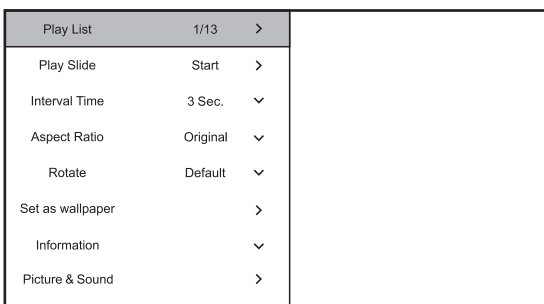 Play List 1/13 >
Play Slide Start >
Interval Time 3 Sec.
Aspect Ratio Original
Rotate Default
Set as wallpaper >
Information
Picture & Sound >